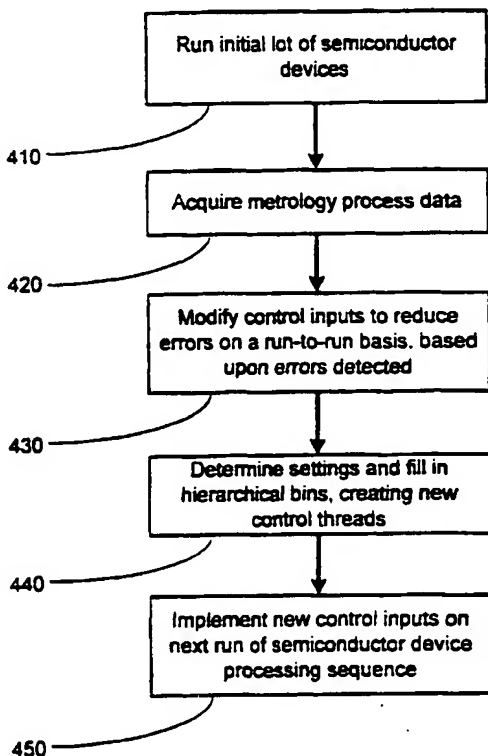 Run initial lot of semiconductor
devices
410
Acquire metrology process data
420
Modify control inputs to reduce
errors on a run-to-run basis, based
upon errors detected
430
Determine settings and fill in
hierarchical bins, creating new
control threads
440
Implement new control inputs on
next run of semiconductor device
processing sequence
450